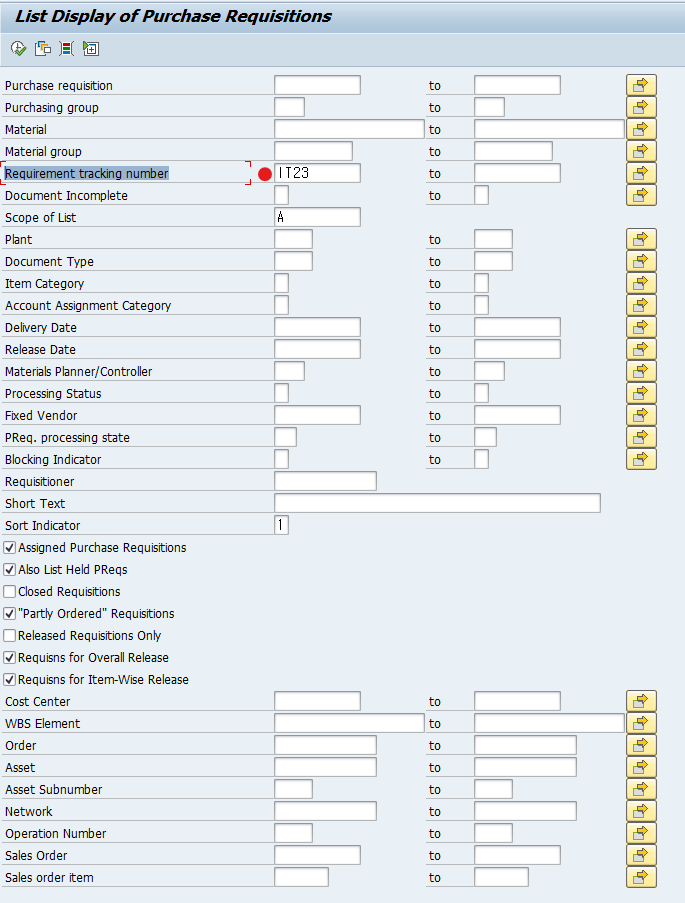 List Display of Purchase Requisitions
Purchase requisition to
Purchasing group to
Material to
Material group to
Requirement tracking number IT23 to
Document Incomplete to
Scope of List A
Plant to
Document Type to
Item Category to
Account Assignment Category to
Delivery Date to
Release Date to
Materials Planner/Controller to
Processing Status to
Fixed Vendor to
PReq. processing state to
Blocking Indicator to
Requisitioner
Short Text
Sort Indicator 1
Assigned Purchase Requisitions
Also List Held PReqs
Closed Requisitions
"Partly Ordered" Requisitions
Released Requisitions Only
Requisns for Overall Release
Requisns for Item-Wise Release
Cost Center to
WBS Element to
Order to
Asset to
Asset Subnumber to
Network to
Operation Number to
Sales Order to
Sales order item to